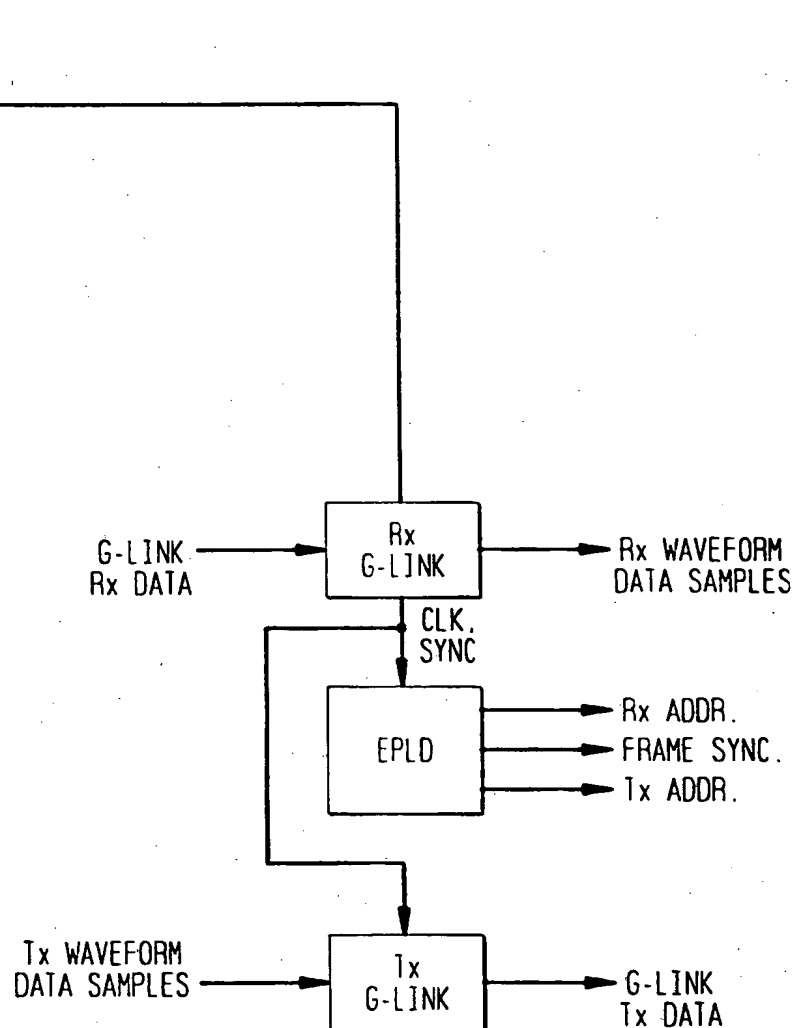 G-LINK
Rx DATA
Rx
G-LINK
Rx WAVEFORM
DATA SAMPLES
CLK.
SYNC
EPLD
Rx ADDR.
FRAME SYNC.
Tx ADDR.
Tx WAVEFORM
DATA SAMPLES
Tx
G-LINK
G-LINK
Tx DATA